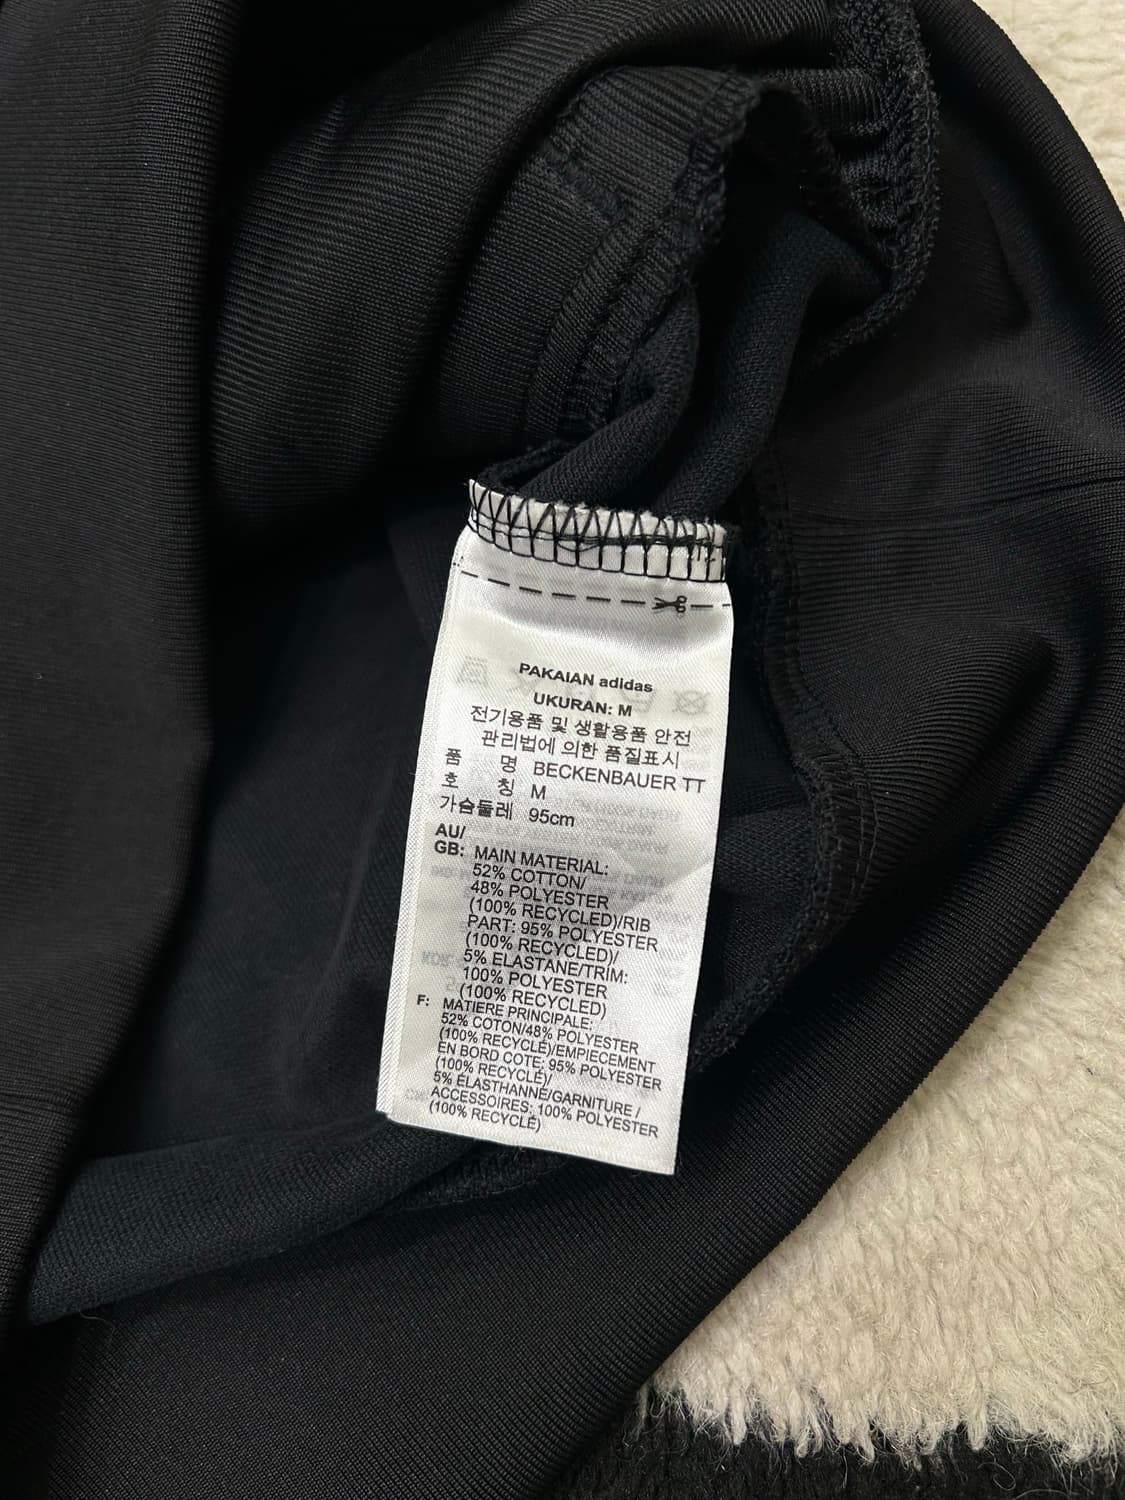 PAKAIAN adidas
UKURAN: M
전기용품 및 생활용품 안전
관리법에 의한 품질표시
품 명 BECKENBAUER TT
호 칭 M
가슴둘레 95cm
AU/
GB: MAIN MATERIAL:
52% COTTON/
48% POLYESTER
(100% RECYCLED)/RIB
PART: 95% POLYESTER
(100% RECYCLED)/
5% ELASTANE/TRIM:
100% POLYESTER
(100% RECYCLED)
F: MATIERE PRINCIPALE:
52% COTON/48% POLYESTER
(100% RECYCLÉ)/EMPIECEMENT
EN BORD COTE: 95% POLYESTER
(100% RECYCLÉ)/
5% ÉLASTHANNE/GARNITURE /
ACCESSOIRES: 100% POLYESTER
(100% RECYCLÉ)